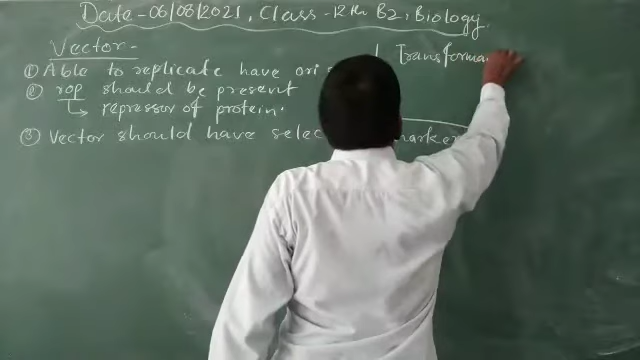 Date - 06/08/2021, Class - 12th B2, Biology
Vector -
① Able to replicate have ori
② rop should be present
↳ repressor of protein.
③ Vector should have selec marker
Transforma